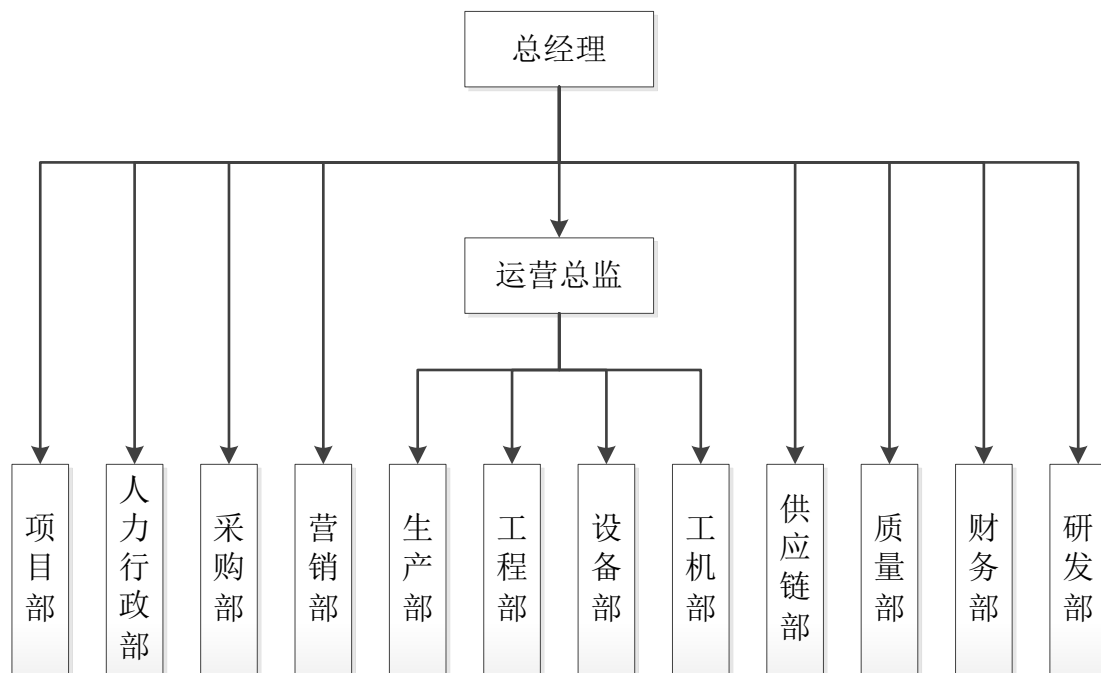 总经理
运营总监
项目部
人力行政部
采购部
营销部
生产部
工程部
设备部
工机部
供应链部
质量部
财务部
研发部